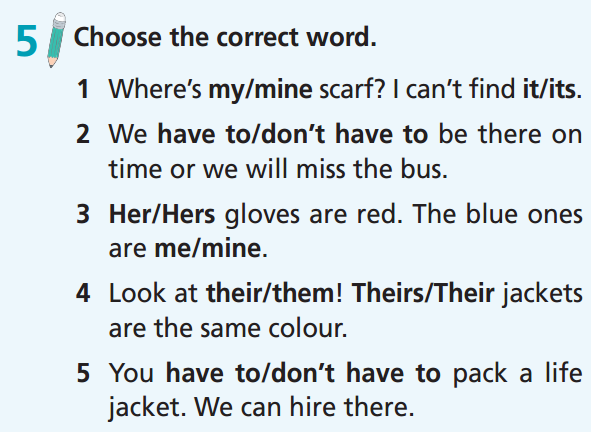 5 Choose the correct word.
1 Where's my/mine scarf? I can't find it/its.
2 We have to/don't have to be there on
time or we will miss the bus.
3 Her/Hers gloves are red. The blue ones
are me/mine.
4 Look at their/them! Theirs/Their jackets
are the same colour.
5 You have to/don't have to pack a life
jacket. We can hire there.